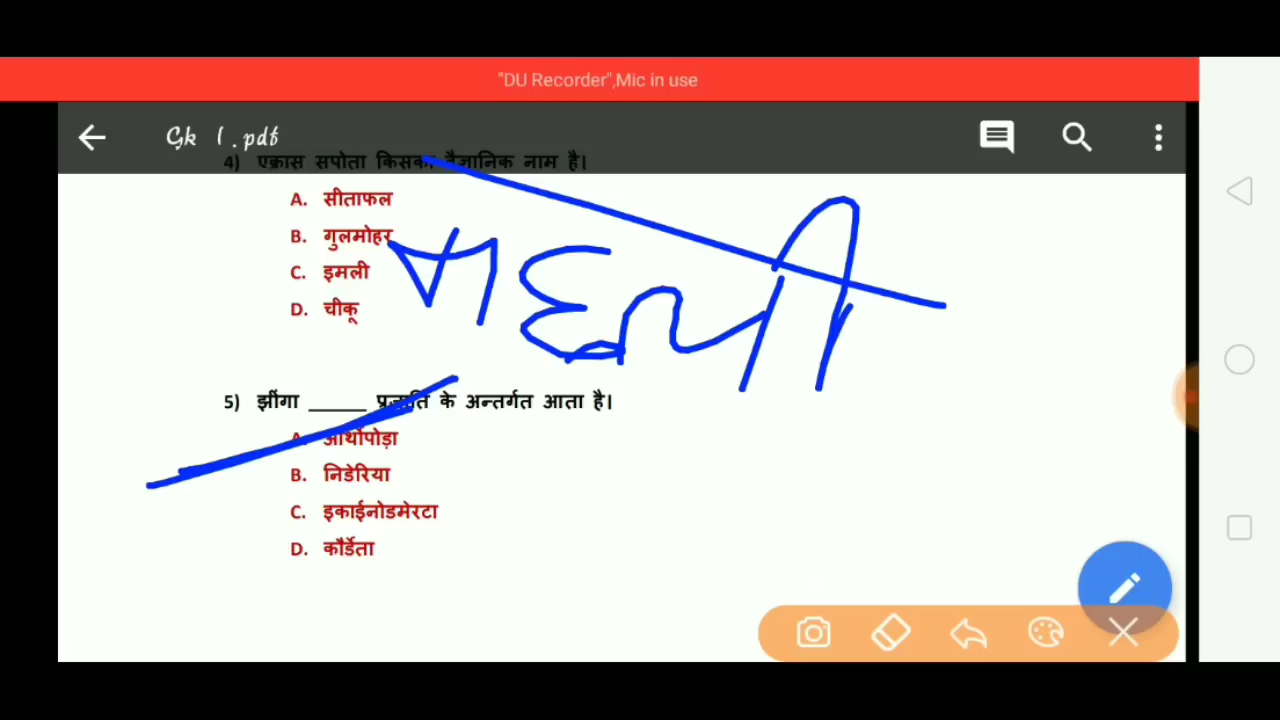 "DU Recorder",Mic in use
Gk 1.pdf
4) एक्रास सपोता किसका वैज्ञानिक नाम है।
A. सीताफल
B. गुलमोहर
C. इमली
D. चीकू
5) झींगा ______ प्रजाति के अन्तर्गत आता है।
A. आर्थोपोड़ा
B. निडेरिया
C. इकाईनोडमेरटा
D. कौर्डेता